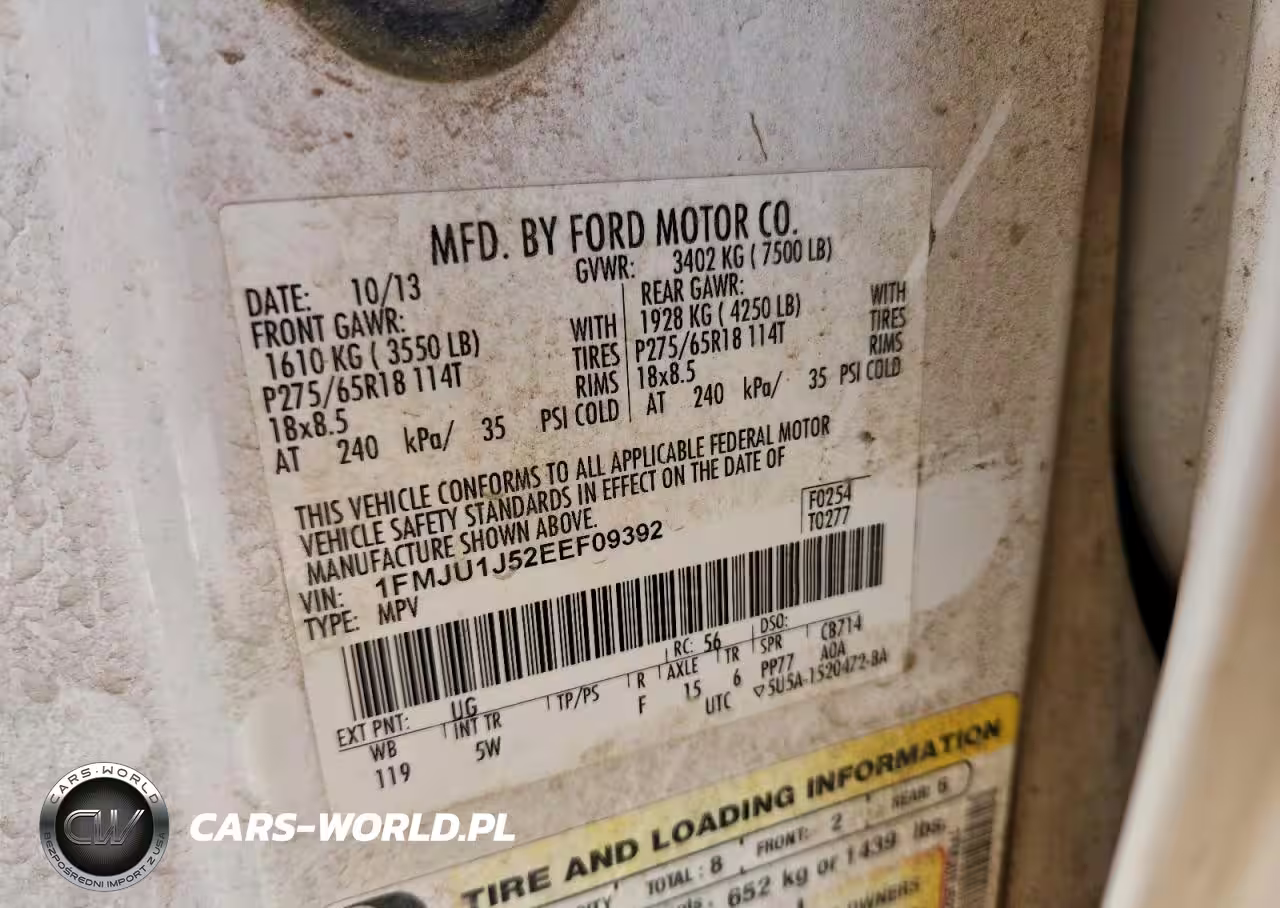 MFD. BY FORD MOTOR CO.
DATE: 10/13 GVWR: 3402 KG ( 7500 LB)
FRONT GAWR: REAR GAWR:
1610 KG ( 3550 LB) WITH 1928 KG ( 4250 LB) WITH
P275/65R18 114T TIRES P275/65R18 114T TIRES
18x8.5 RIMS 18x8.5 RIMS
AT 240 kPa/ 35 PSI COLD AT 240 kPa/ 35 PSI COLD
THIS VEHICLE CONFORMS TO ALL APPLICABLE FEDERAL MOTOR
VEHICLE SAFETY STANDARDS IN EFFECT ON THE DATE OF
MANUFACTURE SHOWN ABOVE.
F0254
T0277
VIN: 1FMJU1J52EEF09392
TYPE: MPV
EXT PNT: UG RC: 56 DSO:
WB INT TR TP/PS R AXLE TR SPR CB714
119 5W F 15 6 PP77 A0A
UTC ▽5U5A-1520472-BA
TIRE AND LOADING INFORMATION
TOTAL : 8 FRONT: 2 REAR: 6
652 kg or 1439 lbs.
OWNERS
CARS-WORLD
CW
BEZPOŚREDNI IMPORT Z USA
CARS-WORLD.PL